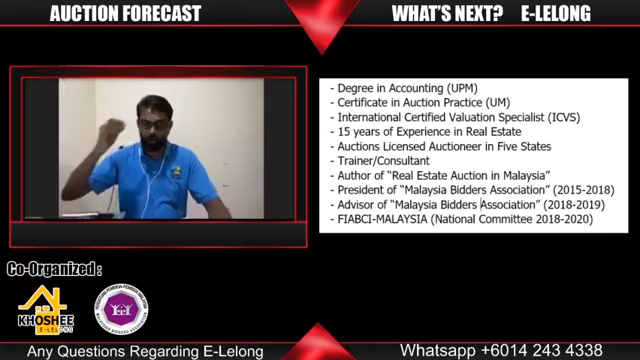 AUCTION FORECAST
WHAT'S NEXT? E-LELONG
- Degree in Accounting (UPM)
- Certificate in Auction Practice (UM)
- International Certified Valuation Specialist (ICVS)
- 15 years of Experience in Real Estate
- Auctions Licensed Auctioneer in Five States
- Trainer/Consultant
- Author of "Real Estate Auction in Malaysia"
- President of "Malaysia Bidders Association" (2015-2018)
- Advisor of "Malaysia Bidders Association" (2018-2019)
- FIABCI-MALAYSIA (National Committee 2018-2020)
Co-Organized :
KHOSHEE
E-LELONG
Any Questions Regarding E-Lelong
Whatsapp +6014 243 4338